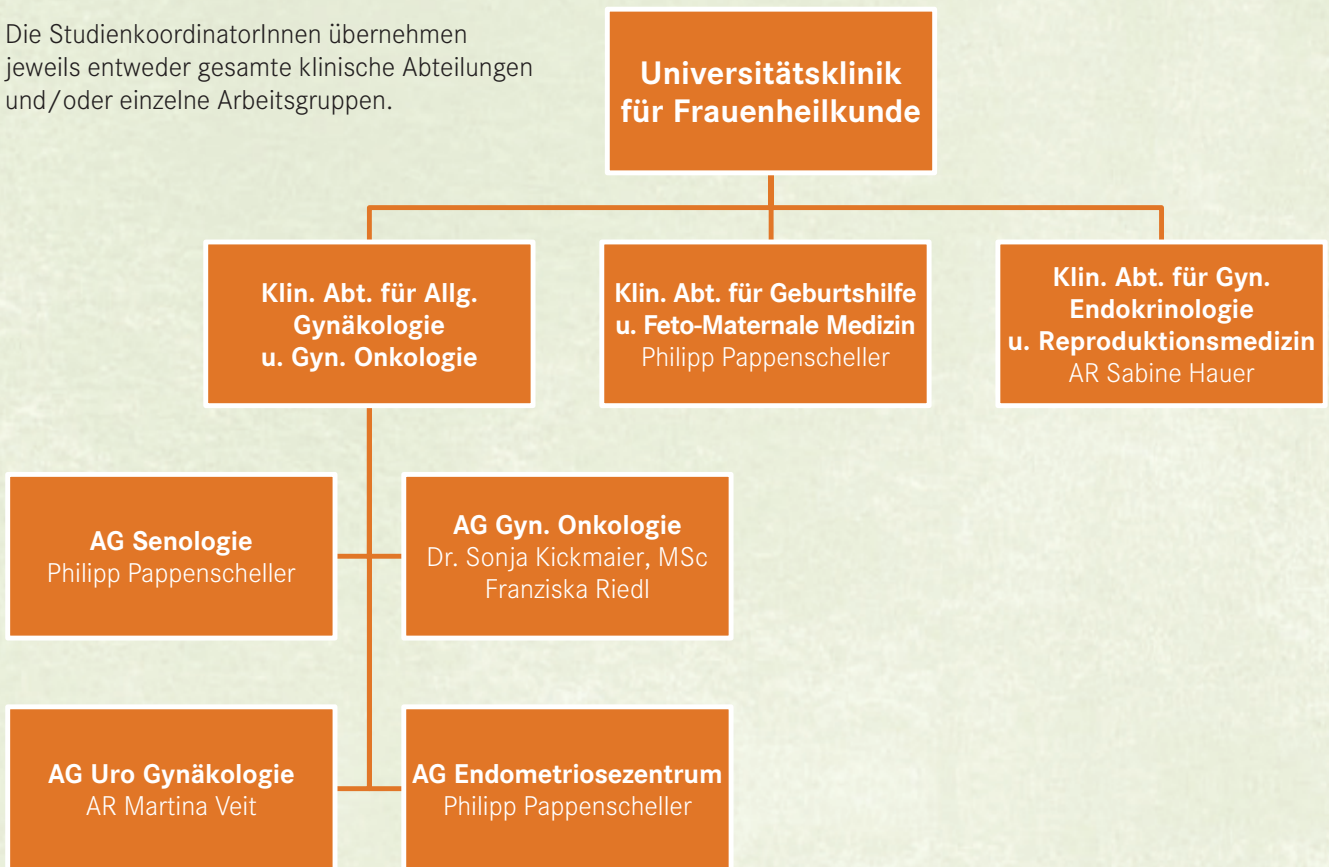 Die StudienkoordinatorInnen übernehmen
jeweils entweder gesamte klinische Abteilungen
und/oder einzelne Arbeitsgruppen.
Universitätsklinik
für Frauenheilkunde
Klin. Abt. für Allg.
Gynäkologie
u. Gyn. Onkologie
Klin. Abt. für Geburtshilfe
u. Feto-Maternale Medizin
Philipp Pappenscheller
Klin. Abt. für Gyn.
Endokrinologie
u. Reproduktionsmedizin
AR Sabine Hauer
AG Senologie
Philipp Pappenscheller
AG Gyn. Onkologie
Dr. Sonja Kickmaier, MSc
Franziska Riedl
AG Uro Gynäkologie
AR Martina Veit
AG Endometriosezentrum
Philipp Pappenscheller